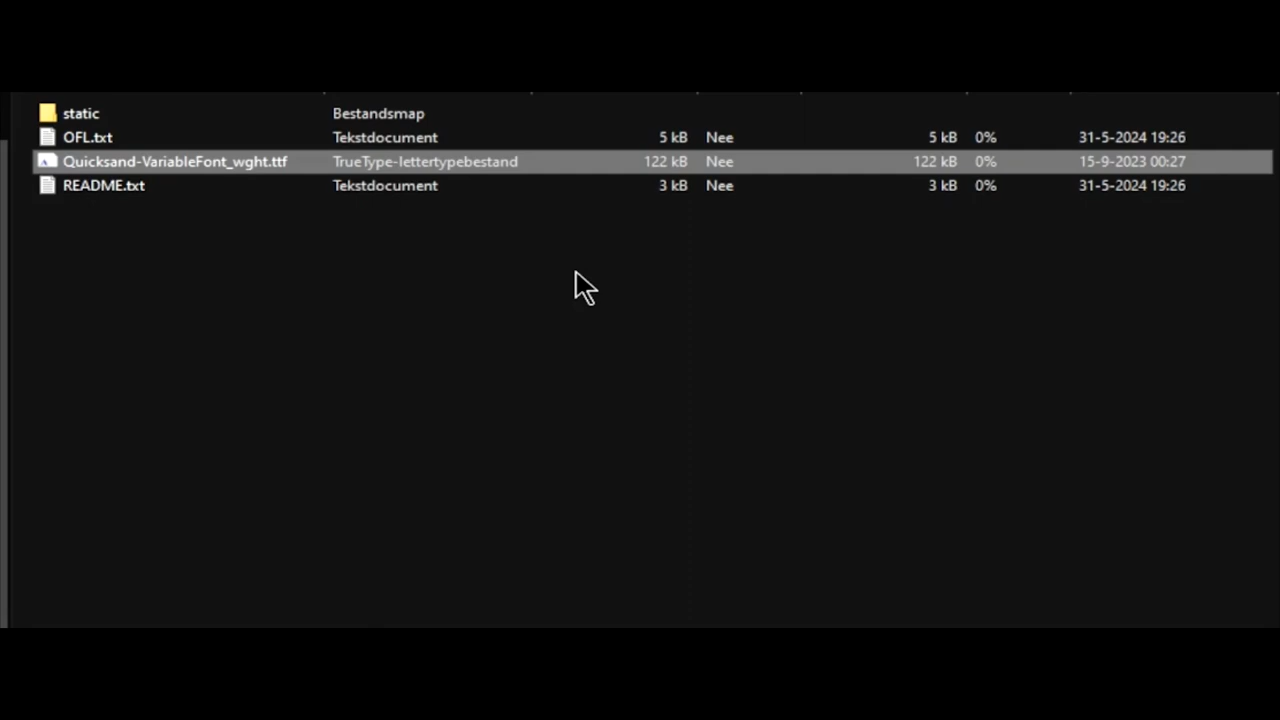 static Bestandsmap
OFL.txt Tekstdocument 5 kB Nee 5 kB 0% 31-5-2024 19:26
Quicksand-VariableFont_wght.ttf TrueType-lettertypebestand 122 kB Nee 122 kB 0% 15-9-2023 00:27
README.txt Tekstdocument 3 kB Nee 3 kB 0% 31-5-2024 19:26